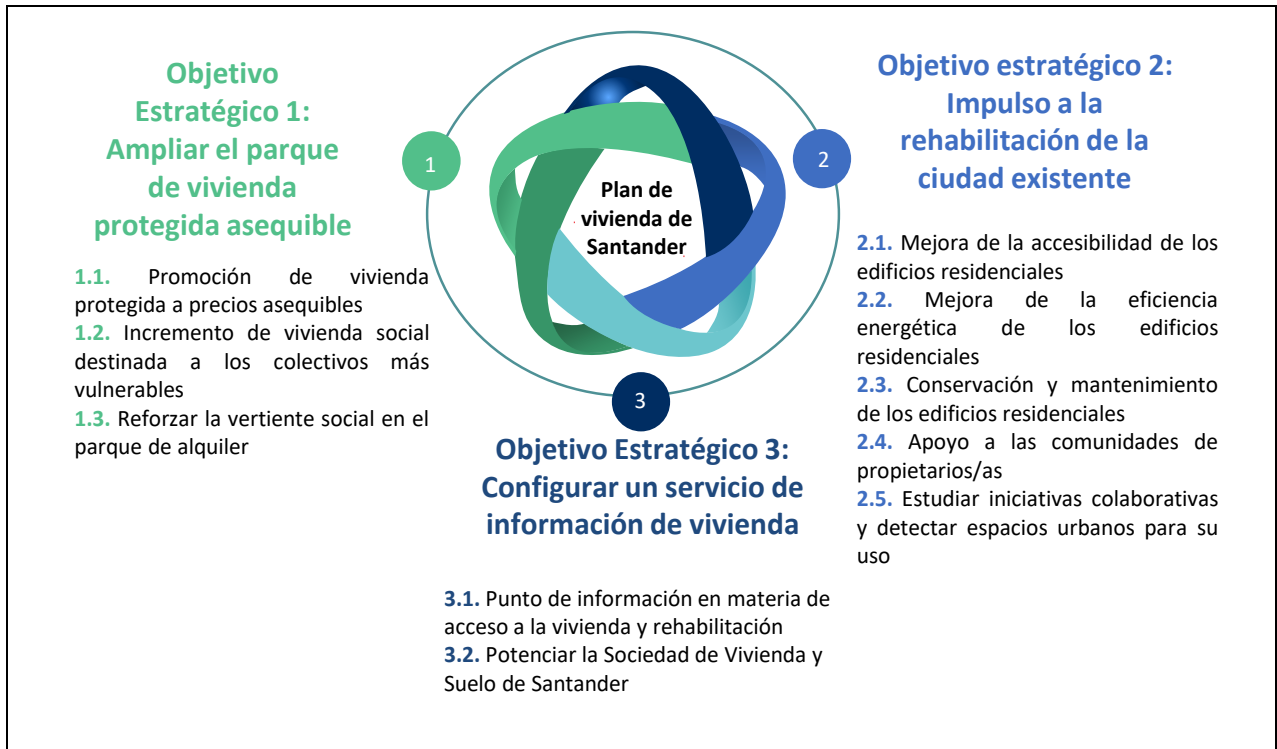 Objetivo
Estratégico 1:
Ampliar el parque
de vivienda
protegida asequible
1.1. Promoción de vivienda
protegida a precios asequibles
1.2. Incremento de vivienda social
destinada a los colectivos más
vulnerables
1.3. Reforzar la vertiente social en el
parque de alquiler
1
Plan de
vivienda de
Santander
2
3
Objetivo estratégico 2:
Impulso a la
rehabilitación de la
ciudad existente
2.1. Mejora de la accesibilidad de los
edificios residenciales
2.2. Mejora de la eficiencia
energética de los edificios
residenciales
2.3. Conservación y mantenimiento
de los edificios residenciales
2.4. Apoyo a las comunidades de
propietarios/as
2.5. Estudiar iniciativas colaborativas
y detectar espacios urbanos para su
uso
Objetivo Estratégico 3:
Configurar un servicio de
información de vivienda
3.1. Punto de información en materia de
acceso a la vivienda y rehabilitación
3.2. Potenciar la Sociedad de Vivienda y
Suelo de Santander